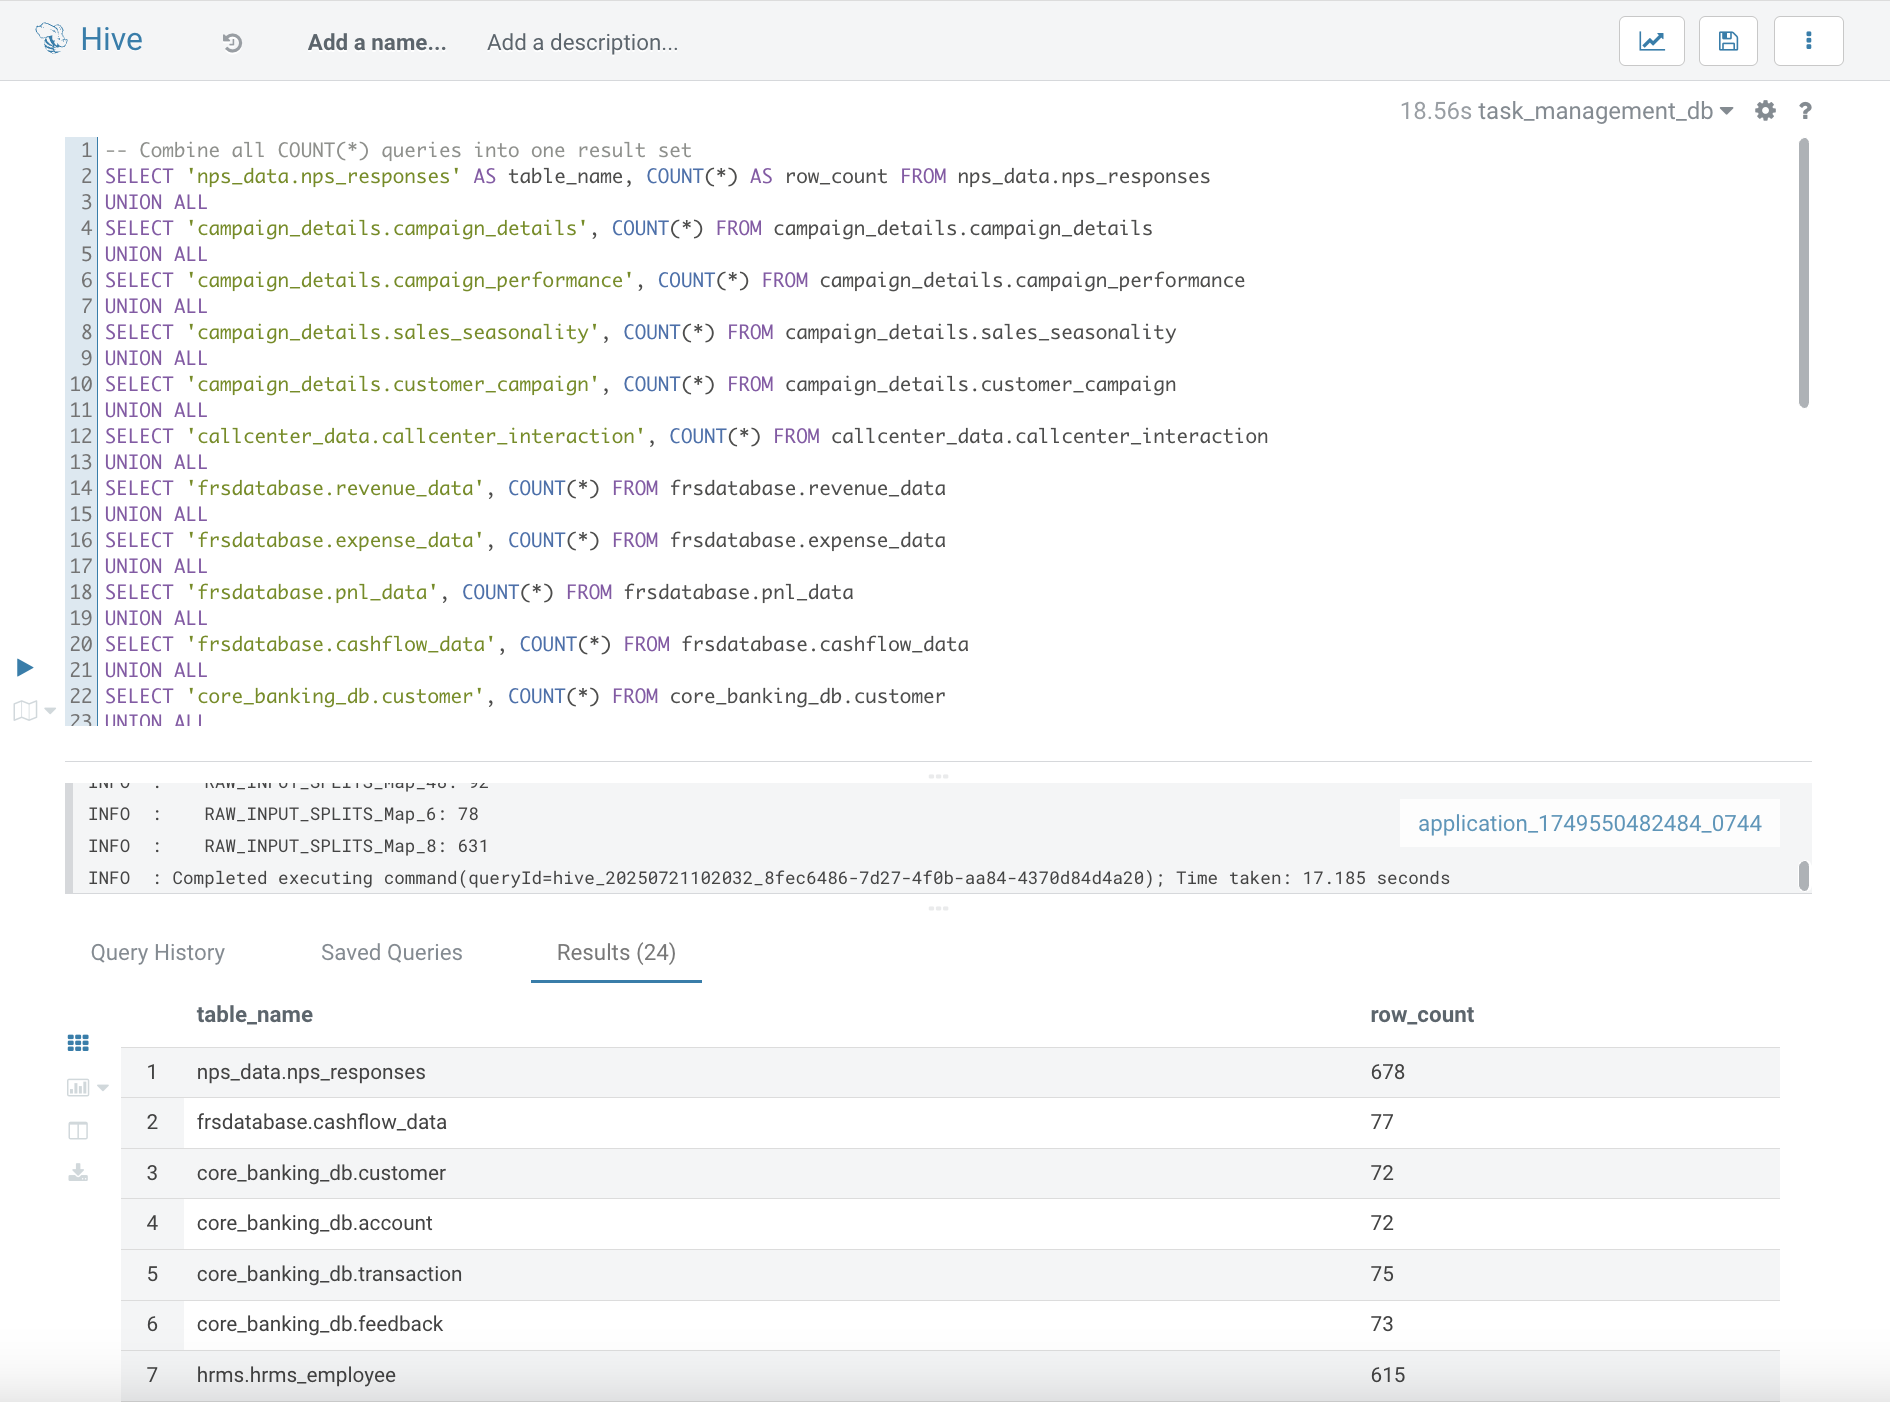 Hive
Add a name...
Add a description...
18.56s task_management_db
?
1 -- Combine all COUNT(*) queries into one result set
2 SELECT 'nps_data.nps_responses' AS table_name, COUNT(*) AS row_count FROM nps_data.nps_responses
3 UNION ALL
4 SELECT 'campaign_details.campaign_details', COUNT(*) FROM campaign_details.campaign_details
5 UNION ALL
6 SELECT 'campaign_details.campaign_performance', COUNT(*) FROM campaign_details.campaign_performance
7 UNION ALL
8 SELECT 'campaign_details.sales_seasonality', COUNT(*) FROM campaign_details.sales_seasonality
9 UNION ALL
10 SELECT 'campaign_details.customer_campaign', COUNT(*) FROM campaign_details.customer_campaign
11 UNION ALL
12 SELECT 'callcenter_data.callcenter_interaction', COUNT(*) FROM callcenter_data.callcenter_interaction
13 UNION ALL
14 SELECT 'frsdatabase.revenue_data', COUNT(*) FROM frsdatabase.revenue_data
15 UNION ALL
16 SELECT 'frsdatabase.expense_data', COUNT(*) FROM frsdatabase.expense_data
17 UNION ALL
18 SELECT 'frsdatabase.pnl_data', COUNT(*) FROM frsdatabase.pnl_data
19 UNION ALL
20 SELECT 'frsdatabase.cashflow_data', COUNT(*) FROM frsdatabase.cashflow_data
21 UNION ALL
22 SELECT 'core_banking_db.customer', COUNT(*) FROM core_banking_db.customer
23 UNION ALL
INFO : RAW_INPUT_SPLITS_Map_48: 92
INFO : RAW_INPUT_SPLITS_Map_6: 78
INFO : RAW_INPUT_SPLITS_Map_8: 631
application_1749550482484_0744
INFO : Completed executing command(queryId=hive_20250721102032_8fec6486-7d27-4f0b-aa84-4370d84d4a20); Time taken: 17.185 seconds
Query History
Saved Queries
Results (24)
table_name row_count
1 nps_data.nps_responses 678
2 frsdatabase.cashflow_data 77
3 core_banking_db.customer 72
4 core_banking_db.account 72
5 core_banking_db.transaction 75
6 core_banking_db.feedback 73
7 hrms.hrms_employee 615